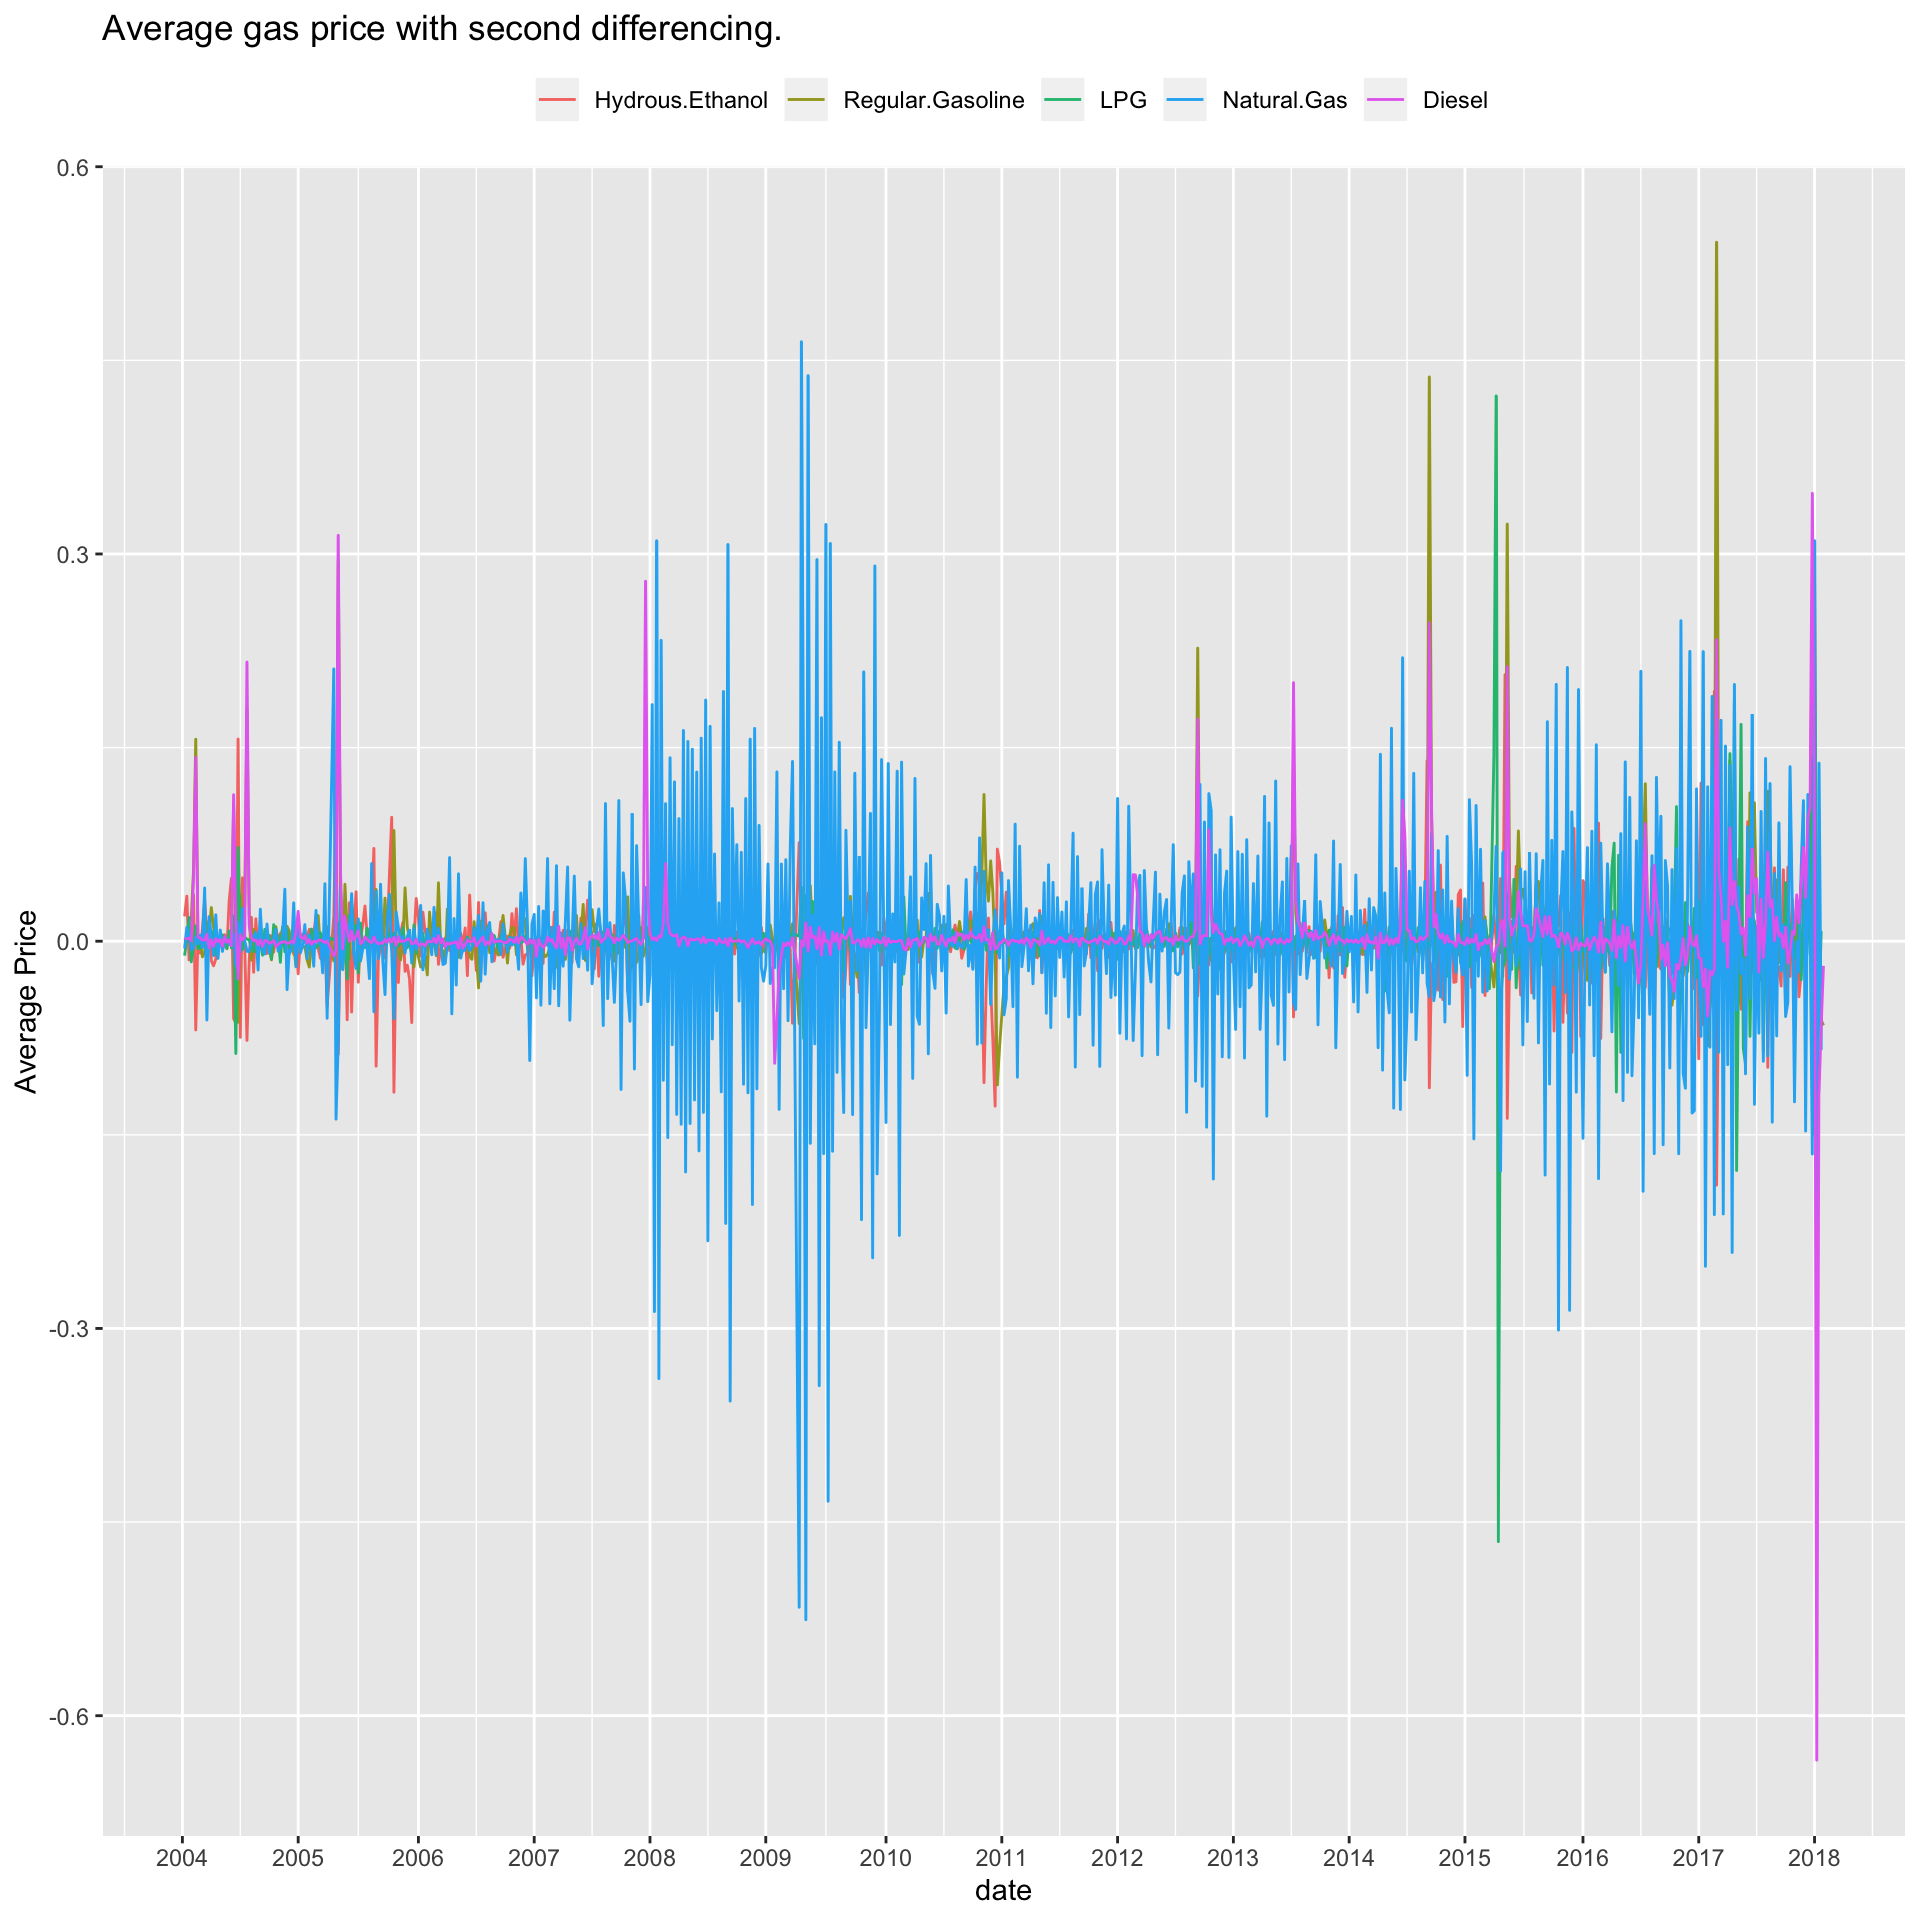 Average gas price with second differencing.
Hydrous.Ethanol Regular.Gasoline LPG Natural.Gas Diesel
0.6
0.3
0.0
-0.3
-0.6
Average Price
2004 2005 2006 2007 2008 2009 2010 2011 2012 2013 2014 2015 2016 2017 2018
date